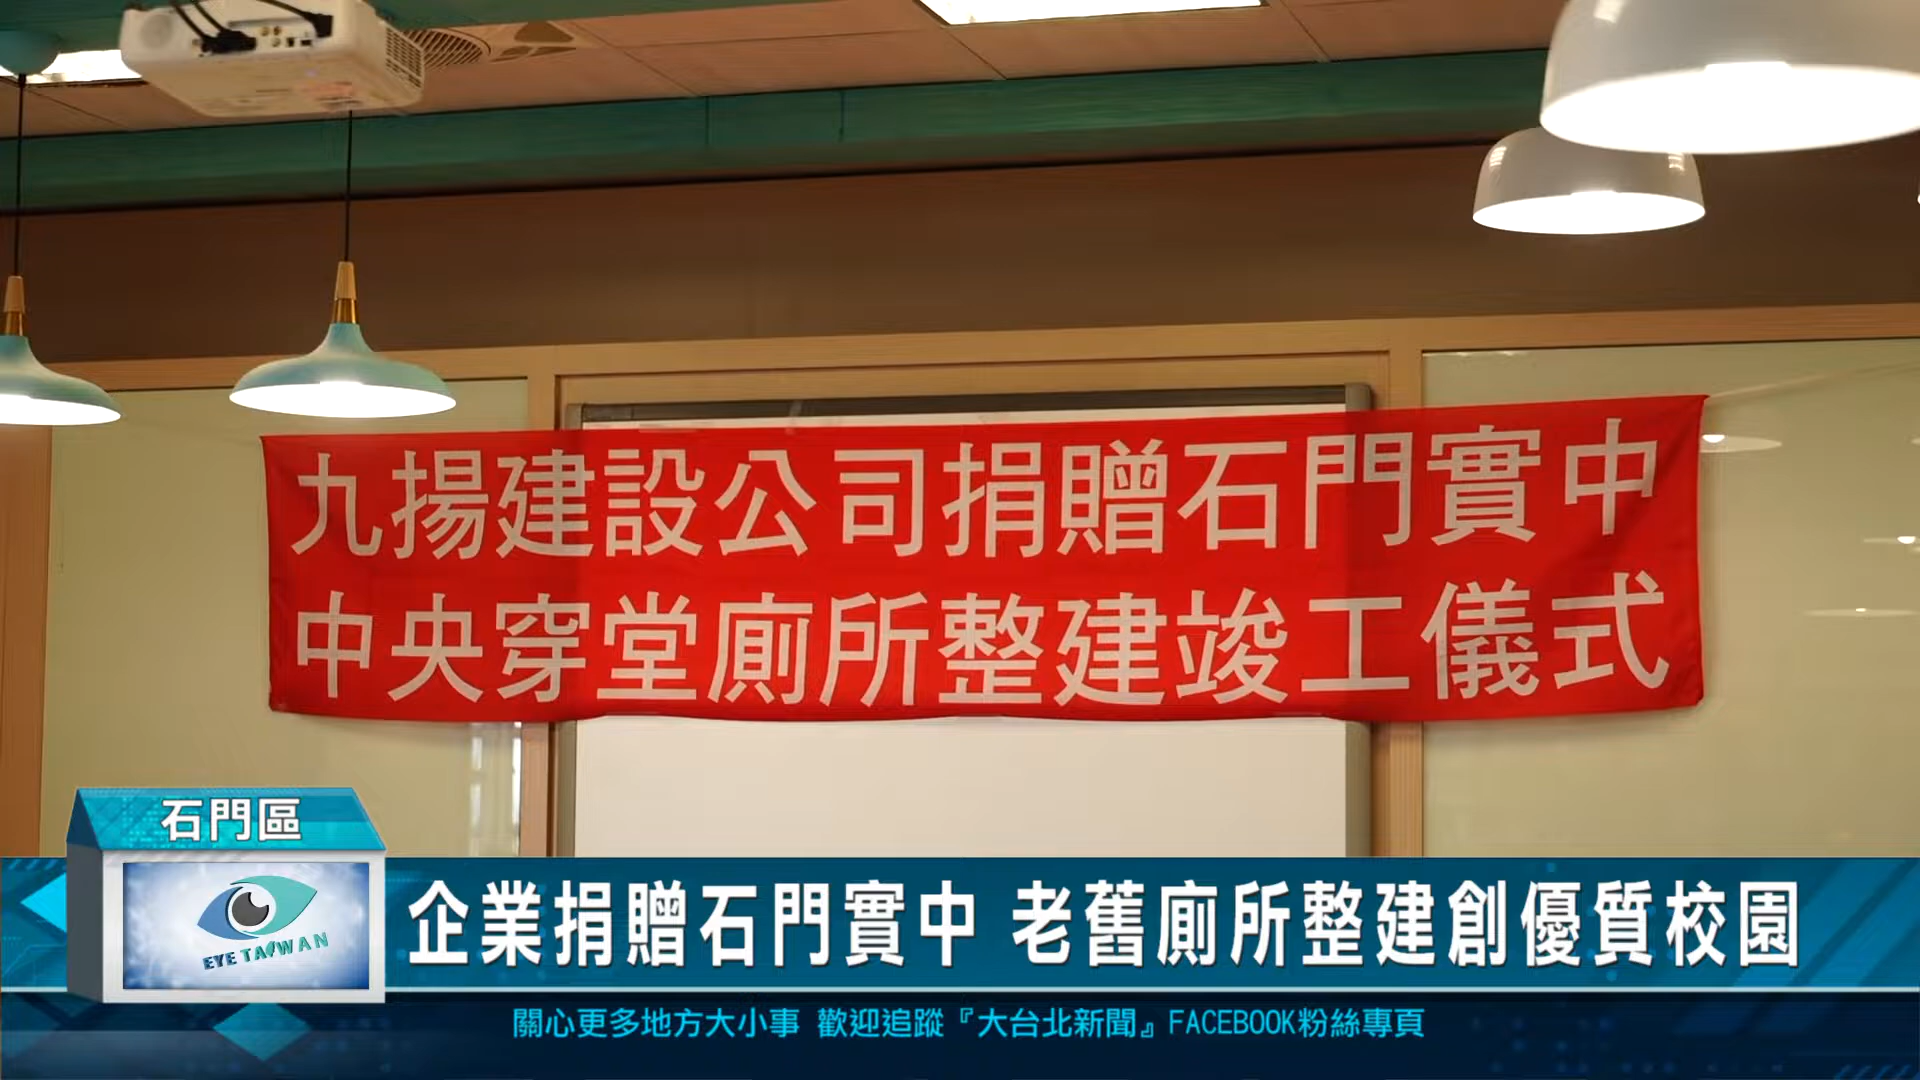 九揚建設公司捐贈石門實中
中央穿堂廁所整建竣工儀式
石門區
EYE TAIWAN
企業捐贈石門實中 老舊廁所整建創優質校園
關心更多地方大小事 歡迎追蹤『大台北新聞』FACEBOOK粉絲專頁